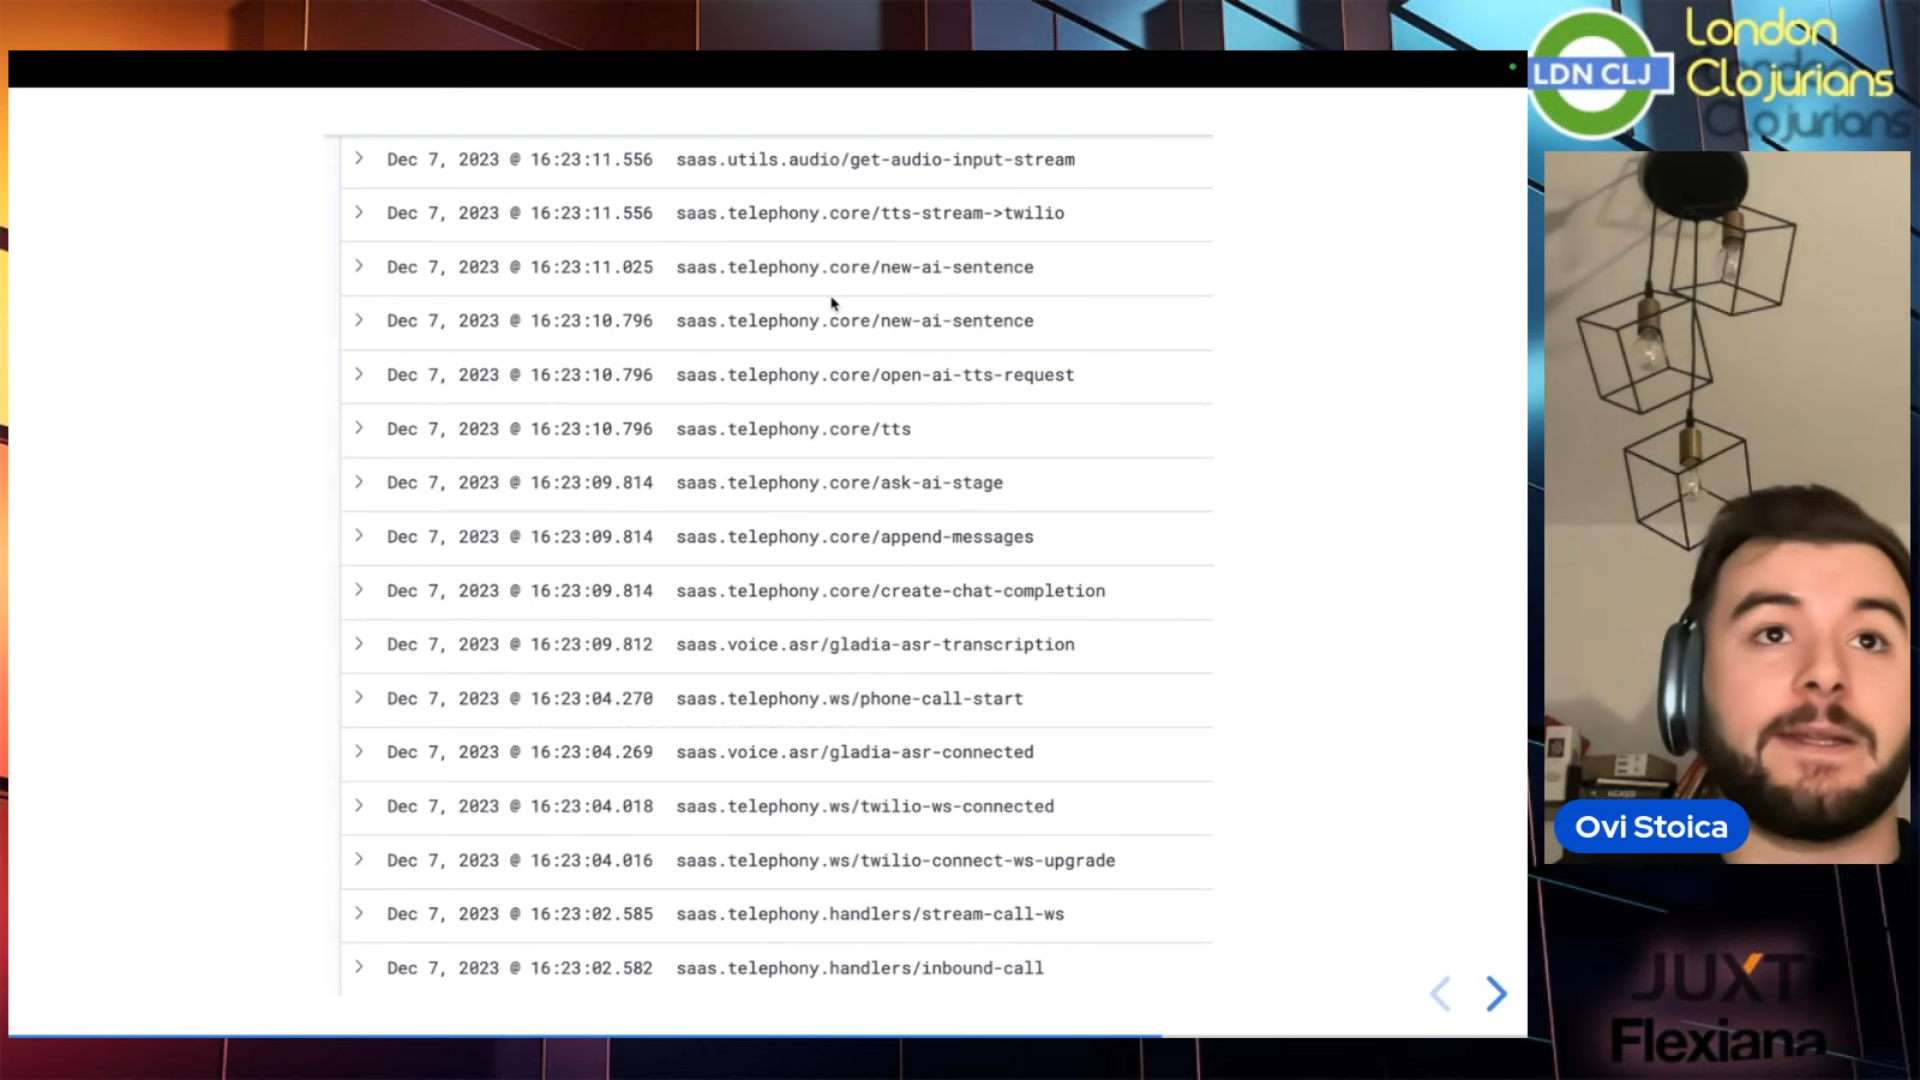 London
Clojurians
LDN CLJ
Dec 7, 2023 @ 16:23:11.556 saas.utils.audio/get-audio-input-stream
Dec 7, 2023 @ 16:23:11.556 saas.telephony.core/tts-stream->twilio
Dec 7, 2023 @ 16:23:11.025 saas.telephony.core/new-ai-sentence
Dec 7, 2023 @ 16:23:10.796 saas.telephony.core/new-ai-sentence
Dec 7, 2023 @ 16:23:10.796 saas.telephony.core/open-ai-tts-request
Dec 7, 2023 @ 16:23:10.796 saas.telephony.core/tts
Dec 7, 2023 @ 16:23:09.814 saas.telephony.core/ask-ai-stage
Dec 7, 2023 @ 16:23:09.814 saas.telephony.core/append-messages
Dec 7, 2023 @ 16:23:09.814 saas.telephony.core/create-chat-completion
Dec 7, 2023 @ 16:23:09.812 saas.voice.asr/gladia-asr-transcription
Dec 7, 2023 @ 16:23:04.270 saas.telephony.ws/phone-call-start
Dec 7, 2023 @ 16:23:04.269 saas.voice.asr/gladia-asr-connected
Dec 7, 2023 @ 16:23:04.018 saas.telephony.ws/twilio-ws-connected
Dec 7, 2023 @ 16:23:04.016 saas.telephony.ws/twilio-connect-ws-upgrade
Dec 7, 2023 @ 16:23:02.585 saas.telephony.handlers/stream-call-ws
Dec 7, 2023 @ 16:23:02.582 saas.telephony.handlers/inbound-call
Ovi Stoica
JUXT
Flexiana